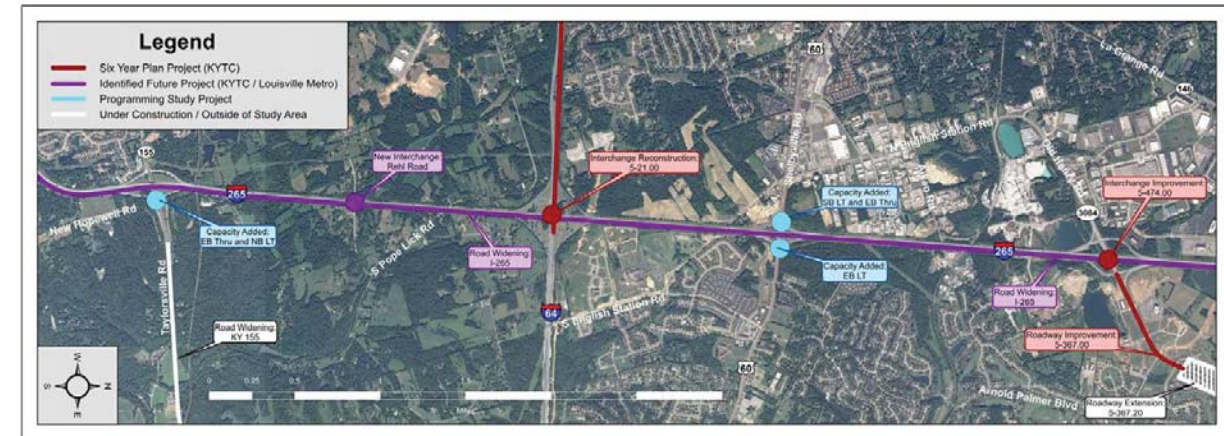 Legend
Six Year Plan Project (KYTC)
Identified Future Project (KYTC / Louisville Metro)
Programming Study Project
Under Construction / Outside of Study Area
155
New Hopewell Rd
265
Capacity Added:
EB Thru and NB LT
Taylorsville Rd
Road Widening:
KY 155
New Interchange:
Rehl Road
S Pope Lick Rd
Road Widening:
I-265
Interchange Reconstruction:
5-21.00
64
S English Station Rd
60
Shelbyville Rd
Capacity Added:
SB LT and EB Thru
Capacity Added:
EB LT
60
N English Station Rd
La Grange Rd
146
3084
265
Road Widening:
I-265
Interchange Improvement:
5-474.00
Roadway Improvement:
5-367.00
Arnold Palmer Blvd
Roadway Extension:
5-367.20
W
S
N
E
0
0.25
0.5
1